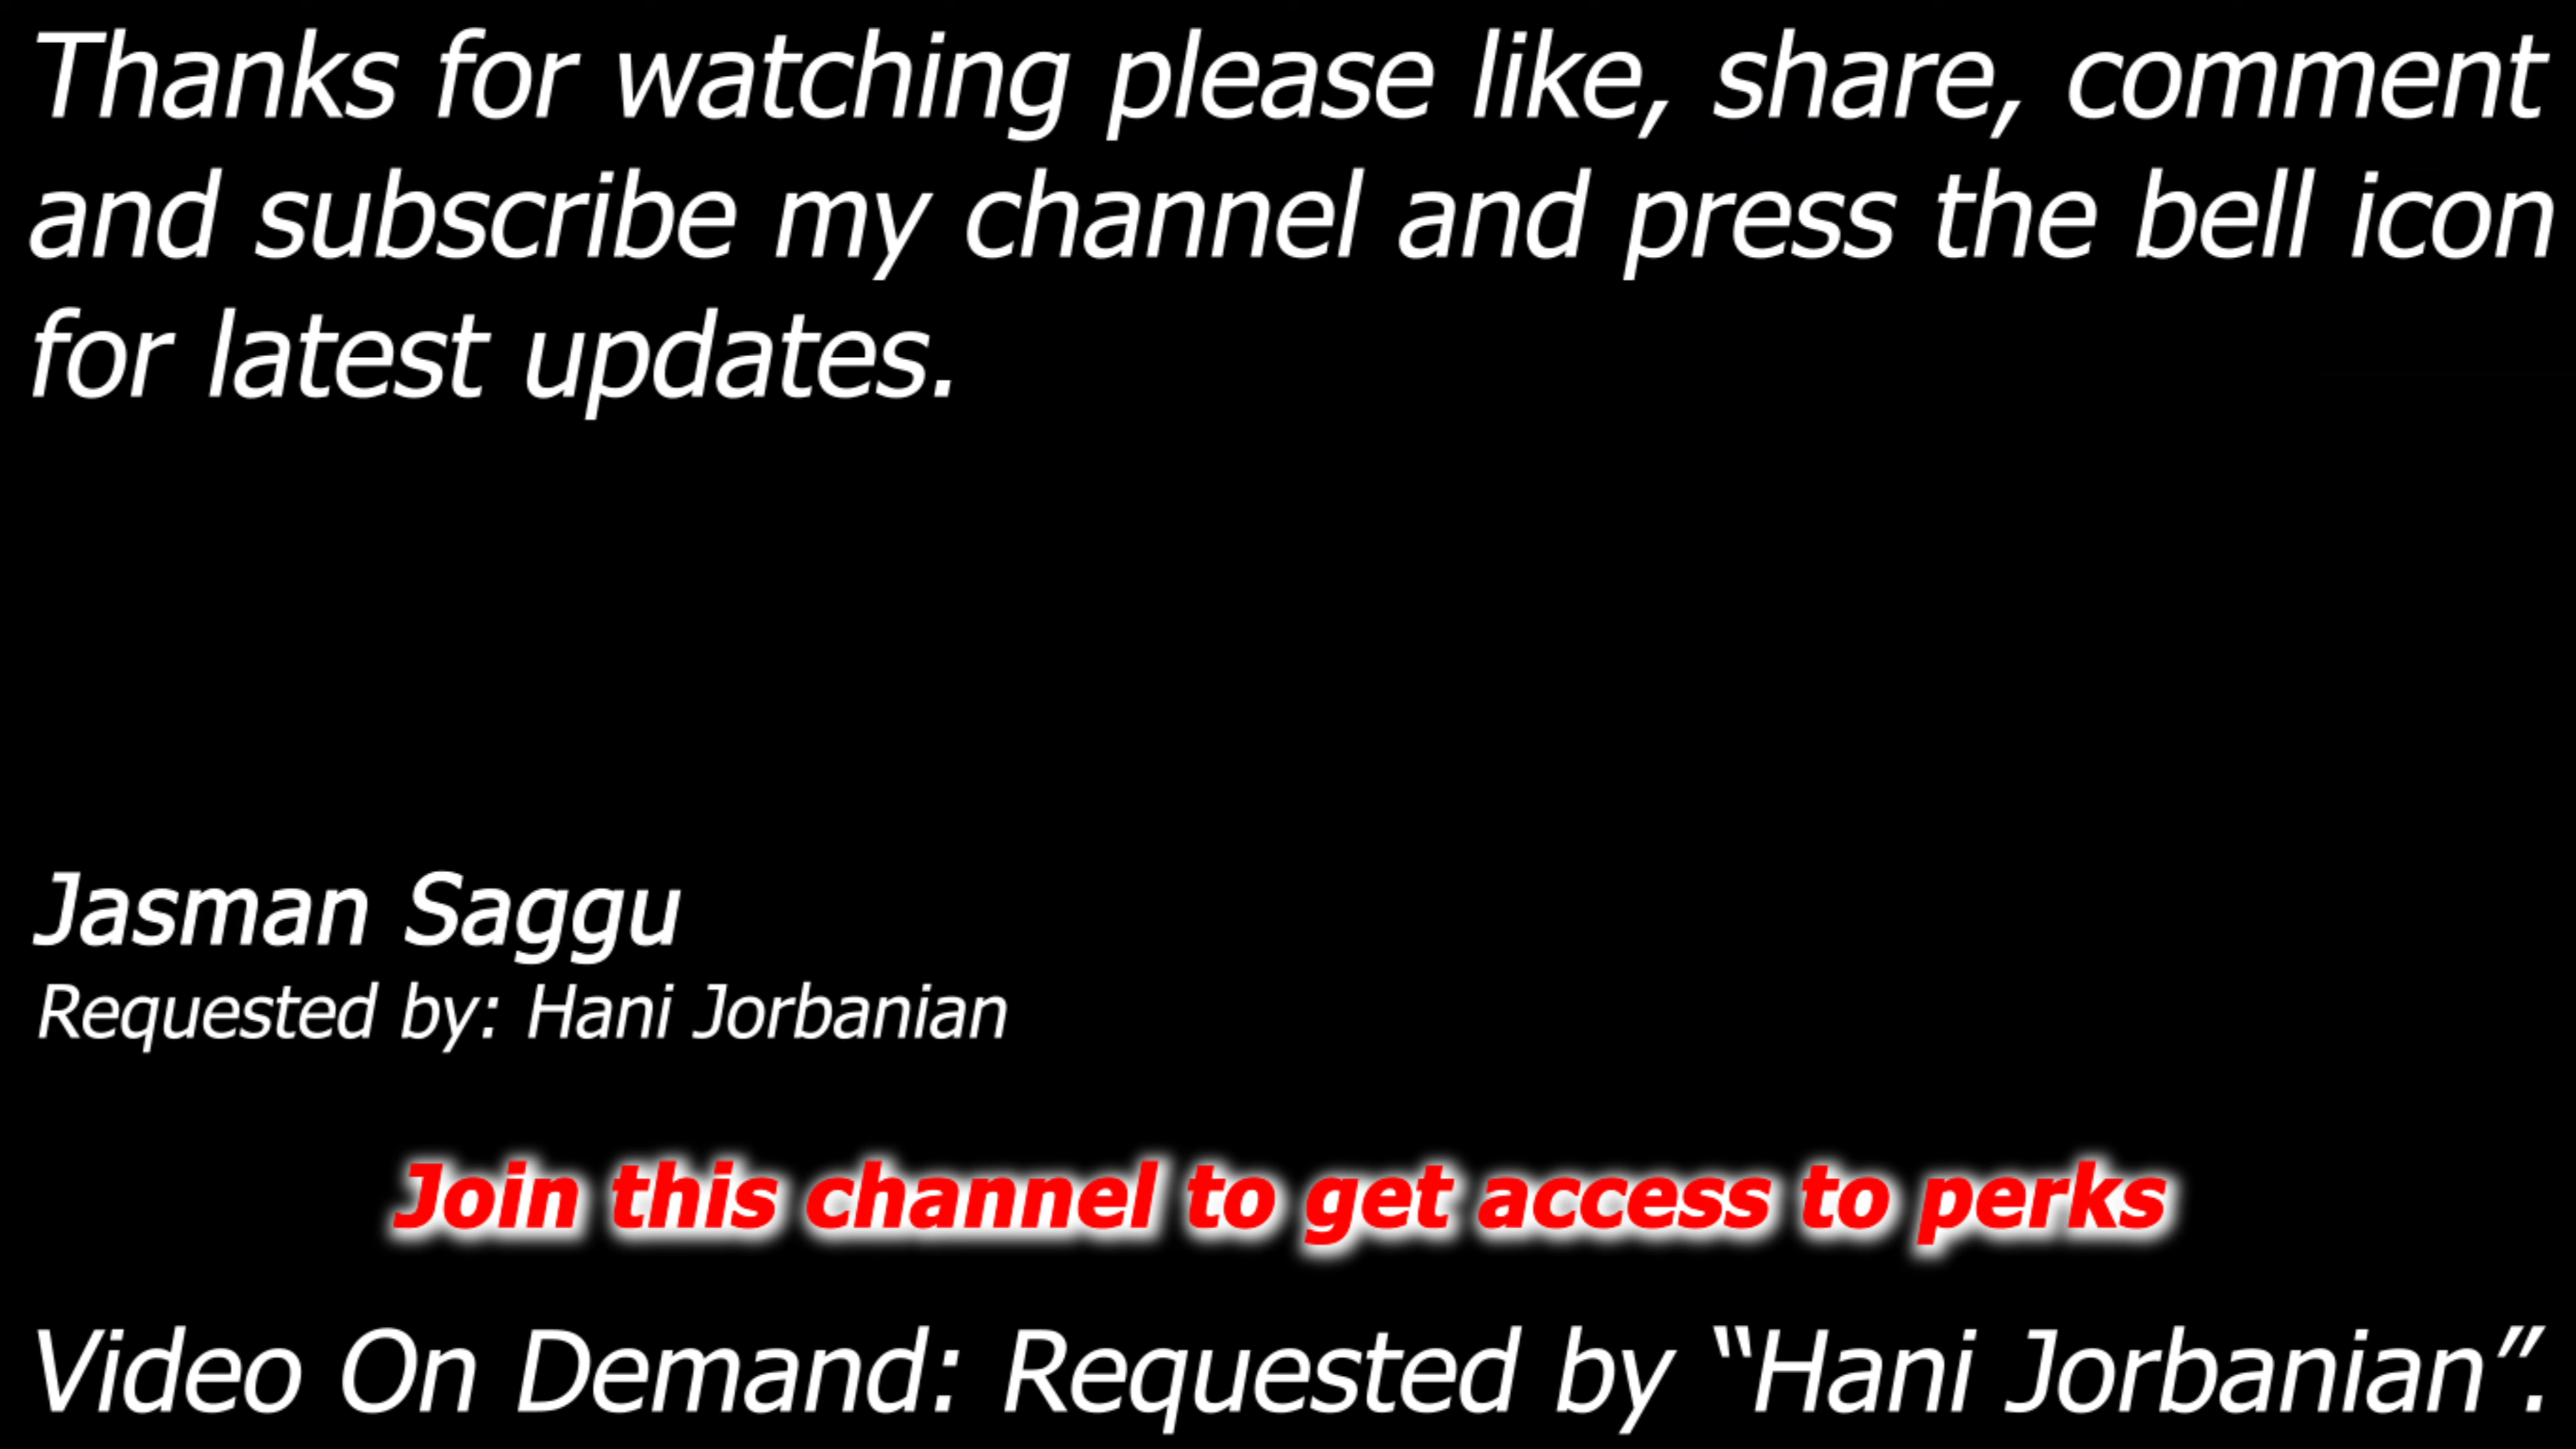 Thanks for watching please like, share, comment
and subscribe my channel and press the bell icon
for latest updates.
Jasman Saggu
Requested by: Hani Jorbanian
Join this channel to get access to perks
Video On Demand: Requested by “Hani Jorbanian”.